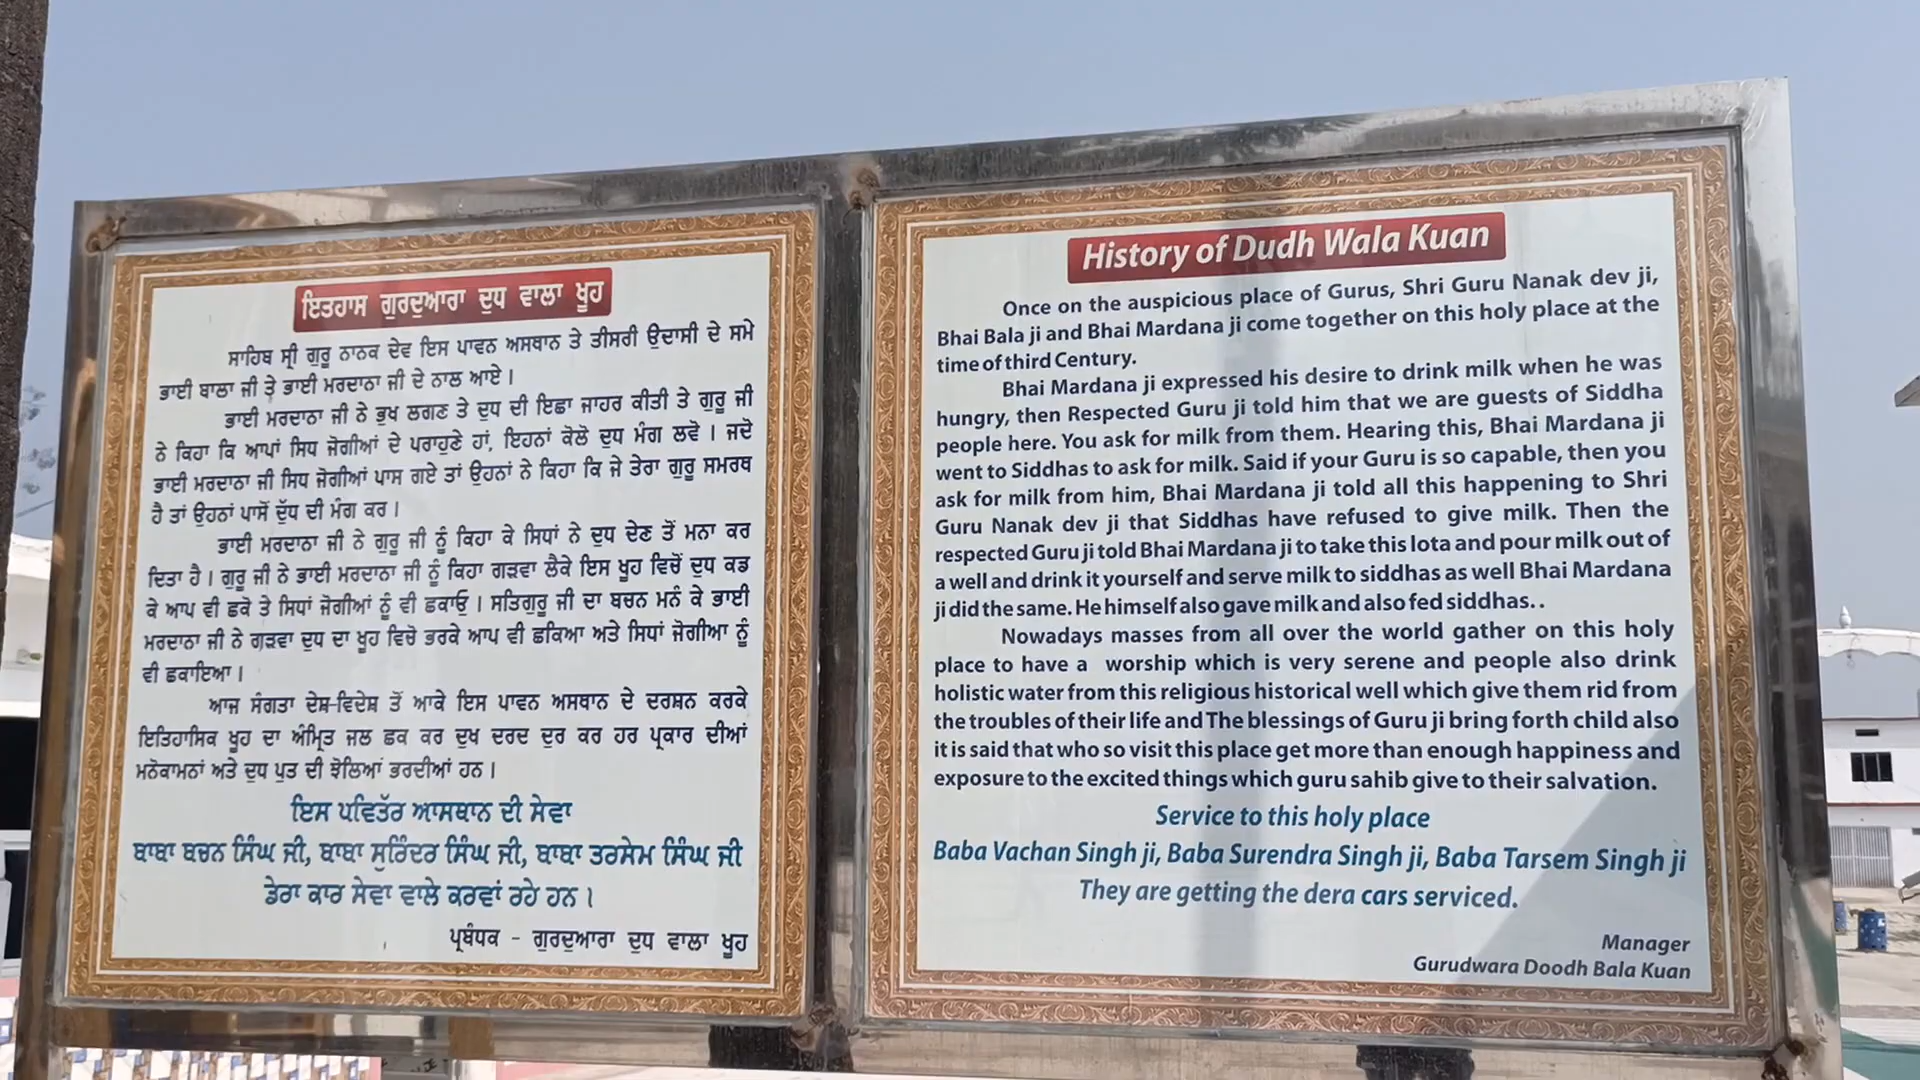 ਇਤਹਾਸ ਗੁਰਦੁਆਰਾ ਦੁਧ ਵਾਲਾ ਖੂਹ
ਸਾਹਿਬ ਸ੍ਰੀ ਗੁਰੂ ਨਾਨਕ ਦੇਵ ਇਸ ਪਾਵਨ ਅਸਥਾਨ ਤੇ ਤੀਸਰੀ ਉਦਾਸੀ ਦੇ ਸਮੇ
ਭਾਈ ਬਾਲਾ ਜੀ ਤੇ ਭਾਈ ਮਰਦਾਨਾ ਜੀ ਦੇ ਨਾਲ ਆਏ।
ਭਾਈ ਮਰਦਾਨਾ ਜੀ ਨੇ ਭੁਖ ਲਗਣ ਤੇ ਦੁਧ ਦੀ ਇਛਾ ਜਾਹਰ ਕੀਤੀ ਤੇ ਗੁਰੂ ਜੀ
ਨੇ ਕਿਹਾ ਕਿ ਆਪਾਂ ਸਿਧ ਜੋਗੀਆਂ ਦੇ ਪਰਾਹੁਣੇ ਹਾਂ, ਇਹਨਾਂ ਕੋਲੋ ਦੁਧ ਮੰਗ ਲਵੋ। ਜਦੋ
ਭਾਈ ਮਰਦਾਨਾ ਜੀ ਸਿਧ ਜੋਗੀਆਂ ਪਾਸ ਗਏ ਤਾਂ ਉਹਨਾਂ ਨੇ ਕਿਹਾ ਕਿ ਜੇ ਤੇਰਾ ਗੁਰੂ ਸਮਰਥ
ਹੈ ਤਾਂ ਉਹਨਾਂ ਪਾਸੋਂ ਦੁੱਧ ਦੀ ਮੰਗ ਕਰ।
ਭਾਈ ਮਰਦਾਨਾ ਜੀ ਨੇ ਗੁਰੂ ਜੀ ਨੂੰ ਕਿਹਾ ਕੇ ਸਿਧਾਂ ਨੇ ਦੁਧ ਦੇਣ ਤੋਂ ਮਨਾ ਕਰ
ਦਿਤਾ ਹੈ। ਗੁਰੂ ਜੀ ਨੇ ਭਾਈ ਮਰਦਾਨਾ ਜੀ ਨੂੰ ਕਿਹਾ ਗੜਵਾ ਲੈਕੇ ਇਸ ਖੂਹ ਵਿਚੋਂ ਦੁਧ ਕਡ
ਕੇ ਆਪ ਵੀ ਛਕੋ ਤੇ ਸਿਧਾਂ ਜੋਗੀਆਂ ਨੂੰ ਵੀ ਛਕਾਓ। ਸਤਿਗੁਰੂ ਜੀ ਦਾ ਬਚਨ ਮਨੰ ਕੇ ਭਾਈ
ਮਰਦਾਨਾ ਜੀ ਨੇ ਗੜਵਾ ਦੁਧ ਦਾ ਖੂਹ ਵਿਚੋ ਭਰਕੇ ਆਪ ਵੀ ਛਕਿਆ ਅਤੇ ਸਿਧਾਂ ਜੋਗੀਆ ਨੂੰ
ਵੀ ਛਕਾਇਆ।
ਆਜ ਸੰਗਤਾ ਦੇਸ਼-ਵਿਦੇਸ਼ ਤੋਂ ਆਕੇ ਇਸ ਪਾਵਨ ਅਸਥਾਨ ਦੇ ਦਰਸ਼ਨ ਕਰਕੇ
ਇਤਿਹਾਸਿਕ ਖੂਹ ਦਾ ਅੰਮ੍ਰਿਤ ਜਲ ਛਕ ਕਰ ਦੁਖ ਦਰਦ ਦੁਰ ਕਰ ਹਰ ਪ੍ਰਕਾਰ ਦੀਆਂ
ਮਨੋਕਾਮਨਾਂ ਅਤੇ ਦੁਧ ਪੁਤ ਦੀ ਝੋਲਿਆਂ ਭਰਦੀਆਂ ਹਨ।
ਇਸ ਪਵਿਤੱਰ ਆਸਥਾਨ ਦੀ ਸੇਵਾ
ਬਾਬਾ ਬਚਨ ਸਿੰਘ ਜੀ, ਬਾਬਾ ਸੁਰਿੰਦਰ ਸਿੰਘ ਜੀ, ਬਾਬਾ ਤਰਸੇਮ ਸਿੰਘ ਜੀ
ਡੇਰਾ ਕਾਰ ਸੇਵਾ ਵਾਲੇ ਕਰਵਾਂ ਰਹੇ ਹਨ।
ਪ੍ਰਬੰਧਕ - ਗੁਰਦੁਆਰਾ ਦੁਧ ਵਾਲਾ ਖੂਹ
History of Dudh Wala Kuan
Once on the auspicious place of Gurus, Shri Guru Nanak dev ji,
Bhai Bala ji and Bhai Mardana ji come together on this holy place at the
time of third Century.
Bhai Mardana ji expressed his desire to drink milk when he was
hungry, then Respected Guru ji told him that we are guests of Siddha
people here. You ask for milk from them. Hearing this, Bhai Mardana ji
went to Siddhas to ask for milk. Said if your Guru is so capable, then you
ask for milk from him, Bhai Mardana ji told all this happening to Shri
Guru Nanak dev ji that Siddhas have refused to give milk. Then the
respected Guru ji told Bhai Mardana ji to take this lota and pour milk out of
a well and drink it yourself and serve milk to siddhas as well Bhai Mardana
ji did the same. He himself also gave milk and also fed siddhas..
Nowadays masses from all over the world gather on this holy
place to have a worship which is very serene and people also drink
holistic water from this religious historical well which give them rid from
the troubles of their life and The blessings of Guru ji bring forth child also
it is said that who so visit this place get more than enough happiness and
exposure to the excited things which guru sahib give to their salvation.
Service to this holy place
Baba Vachan Singh ji, Baba Surendra Singh ji, Baba Tarsem Singh ji
They are getting the dera cars serviced.
Manager
Gurudwara Doodh Bala Kuan